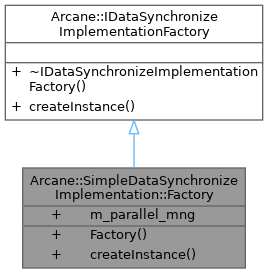 Arcane::IDataSynchronize
ImplementationFactory
+ ~IDataSynchronizeImplementation
Factory()
+ createInstance()
Arcane::SimpleDataSynchronize
Implementation::Factory
+ m_parallel_mng
+ Factory()
+ createInstance()